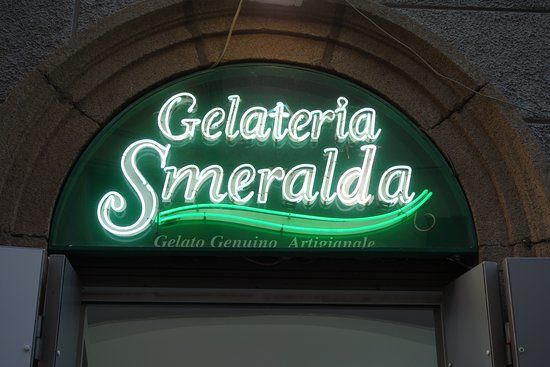 Gelateria
Smeralda
Gelato Genuino Artigianale